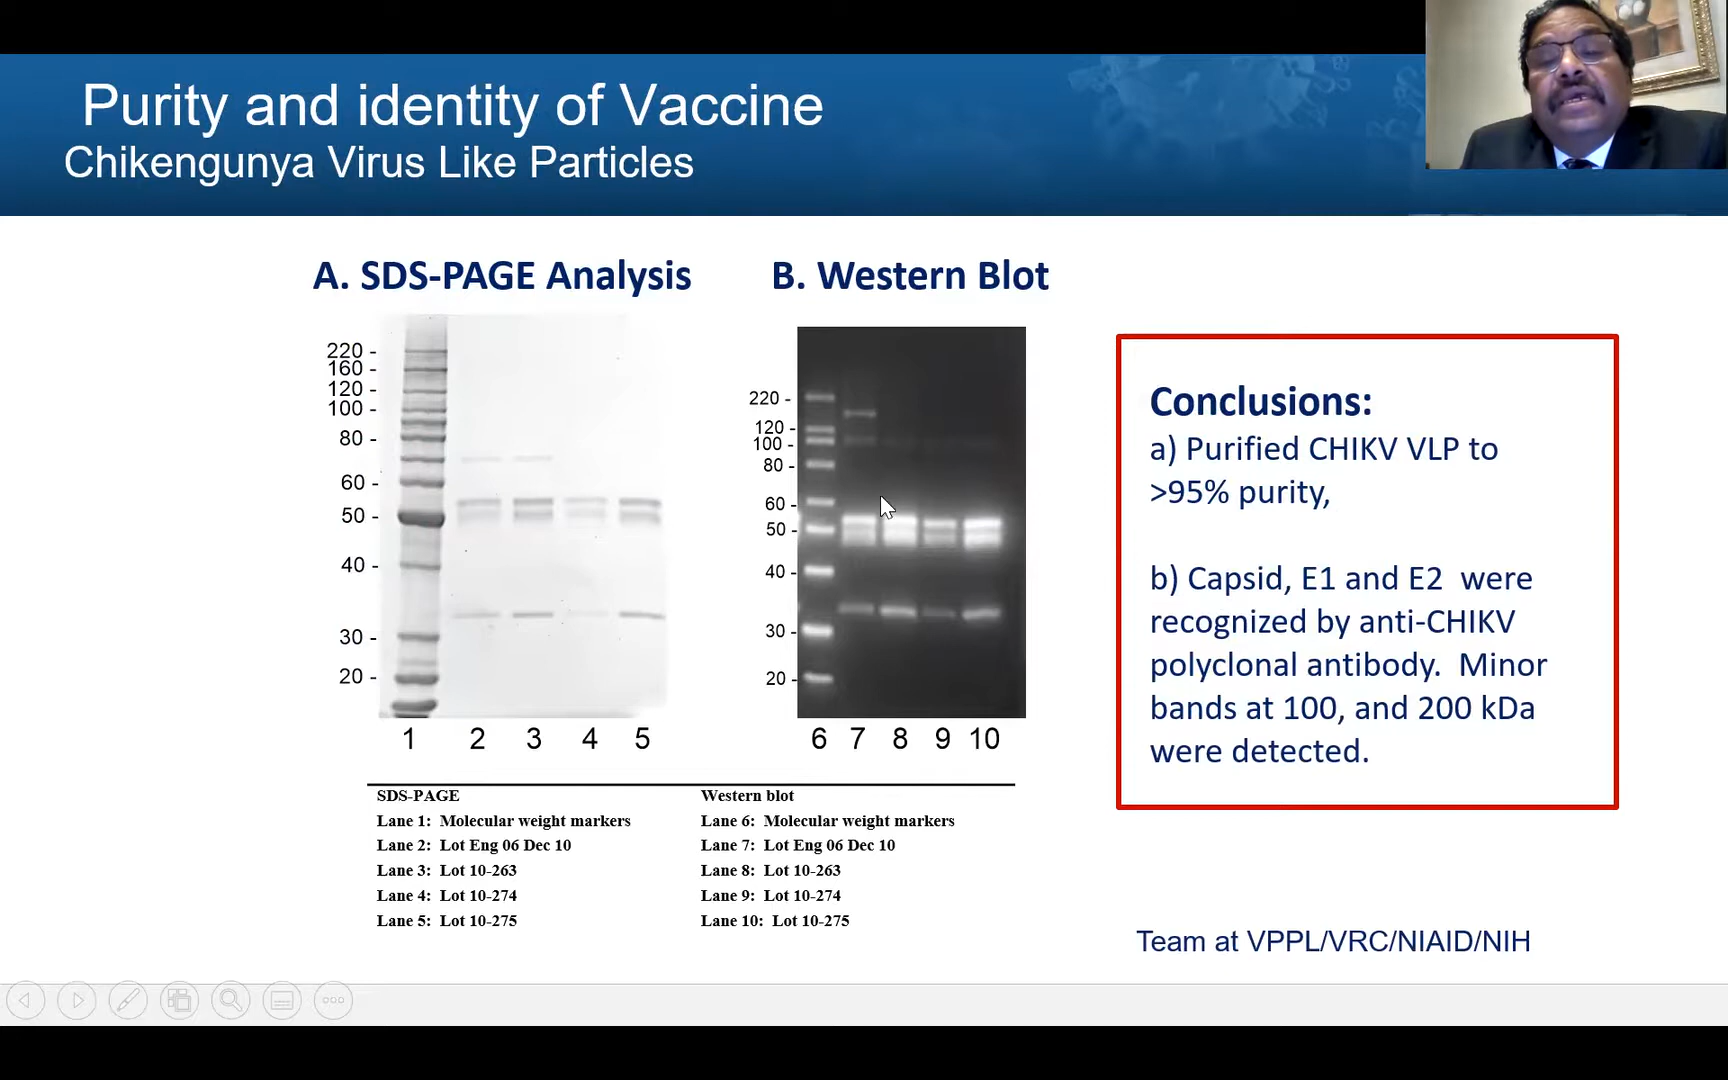 Purity and identity of Vaccine
Chikengunya Virus Like Particles
A. SDS-PAGE Analysis
220 -
160 -
120 -
100 -
80 -
60 -
50 -
40 -
30 -
20 -
1 2 3 4 5
B. Western Blot
220 -
120 -
100 -
80 -
60 -
50 -
40 -
30 -
20 -
6 7 8 9 10
SDS-PAGE
Lane 1: Molecular weight markers
Lane 2: Lot Eng 06 Dec 10
Lane 3: Lot 10-263
Lane 4: Lot 10-274
Lane 5: Lot 10-275
Western blot
Lane 6: Molecular weight markers
Lane 7: Lot Eng 06 Dec 10
Lane 8: Lot 10-263
Lane 9: Lot 10-274
Lane 10: Lot 10-275
Conclusions:
a) Purified CHIKV VLP to
>95% purity,
b) Capsid, E1 and E2 were
recognized by anti-CHIKV
polyclonal antibody. Minor
bands at 100, and 200 kDa
were detected.
Team at VPPL/VRC/NIAID/NIH